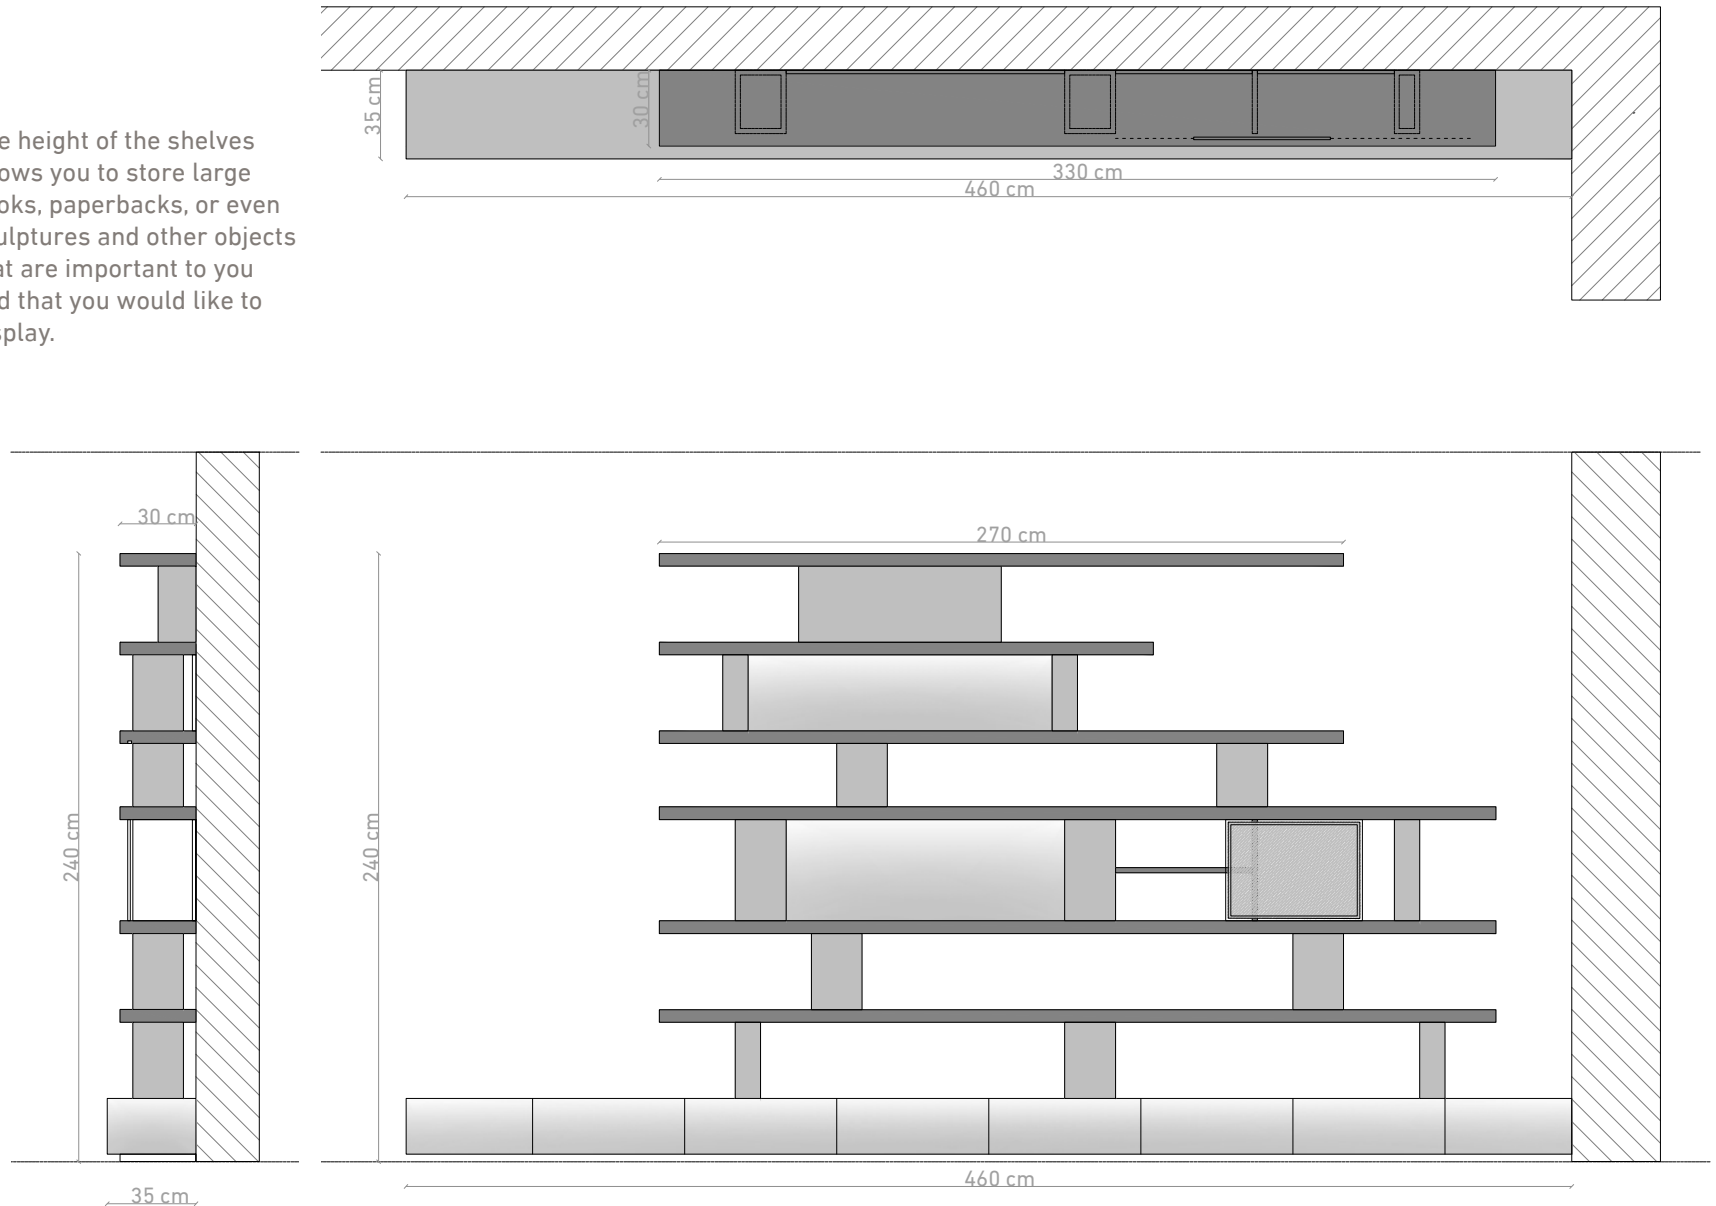 e height of the shelves
ows you to store large
oks, paperbacks, or even
ulptures and other objects
at are important to you
d that you would like to
splay.
35 cm
30 cm
330 cm
460 cm
30 cm
240 cm
35 cm
270 cm
240 cm
460 cm